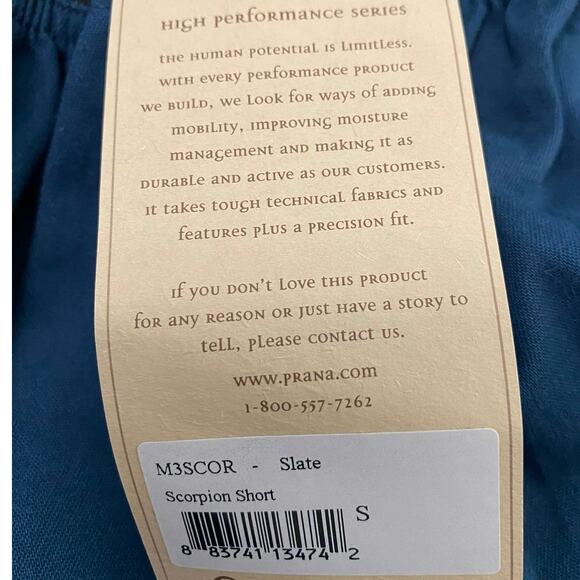 High performance series
the human potential is limitless.
with every performance product
we build, we look for ways of adding
mobility, improving moisture
management and making it as
durable and active as our customers.
it takes tough technical fabrics and
features plus a precision fit.
if you don't love this product
for any reason or just have a story to
tell, please contact us.
www.prana.com
1-800-557-7262
M3SCOR - Slate
Scorpion Short
S
8 83741 13474 2